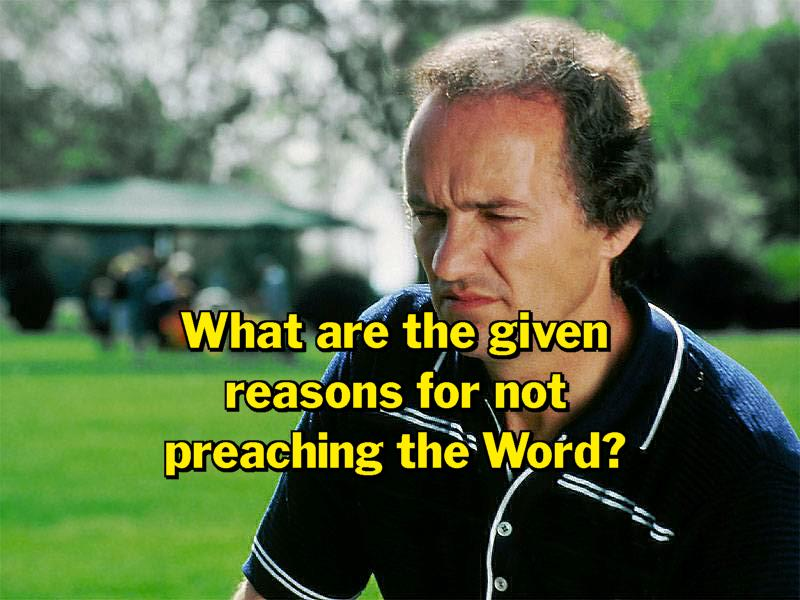 What are the given
reasons for not
preaching the Word?